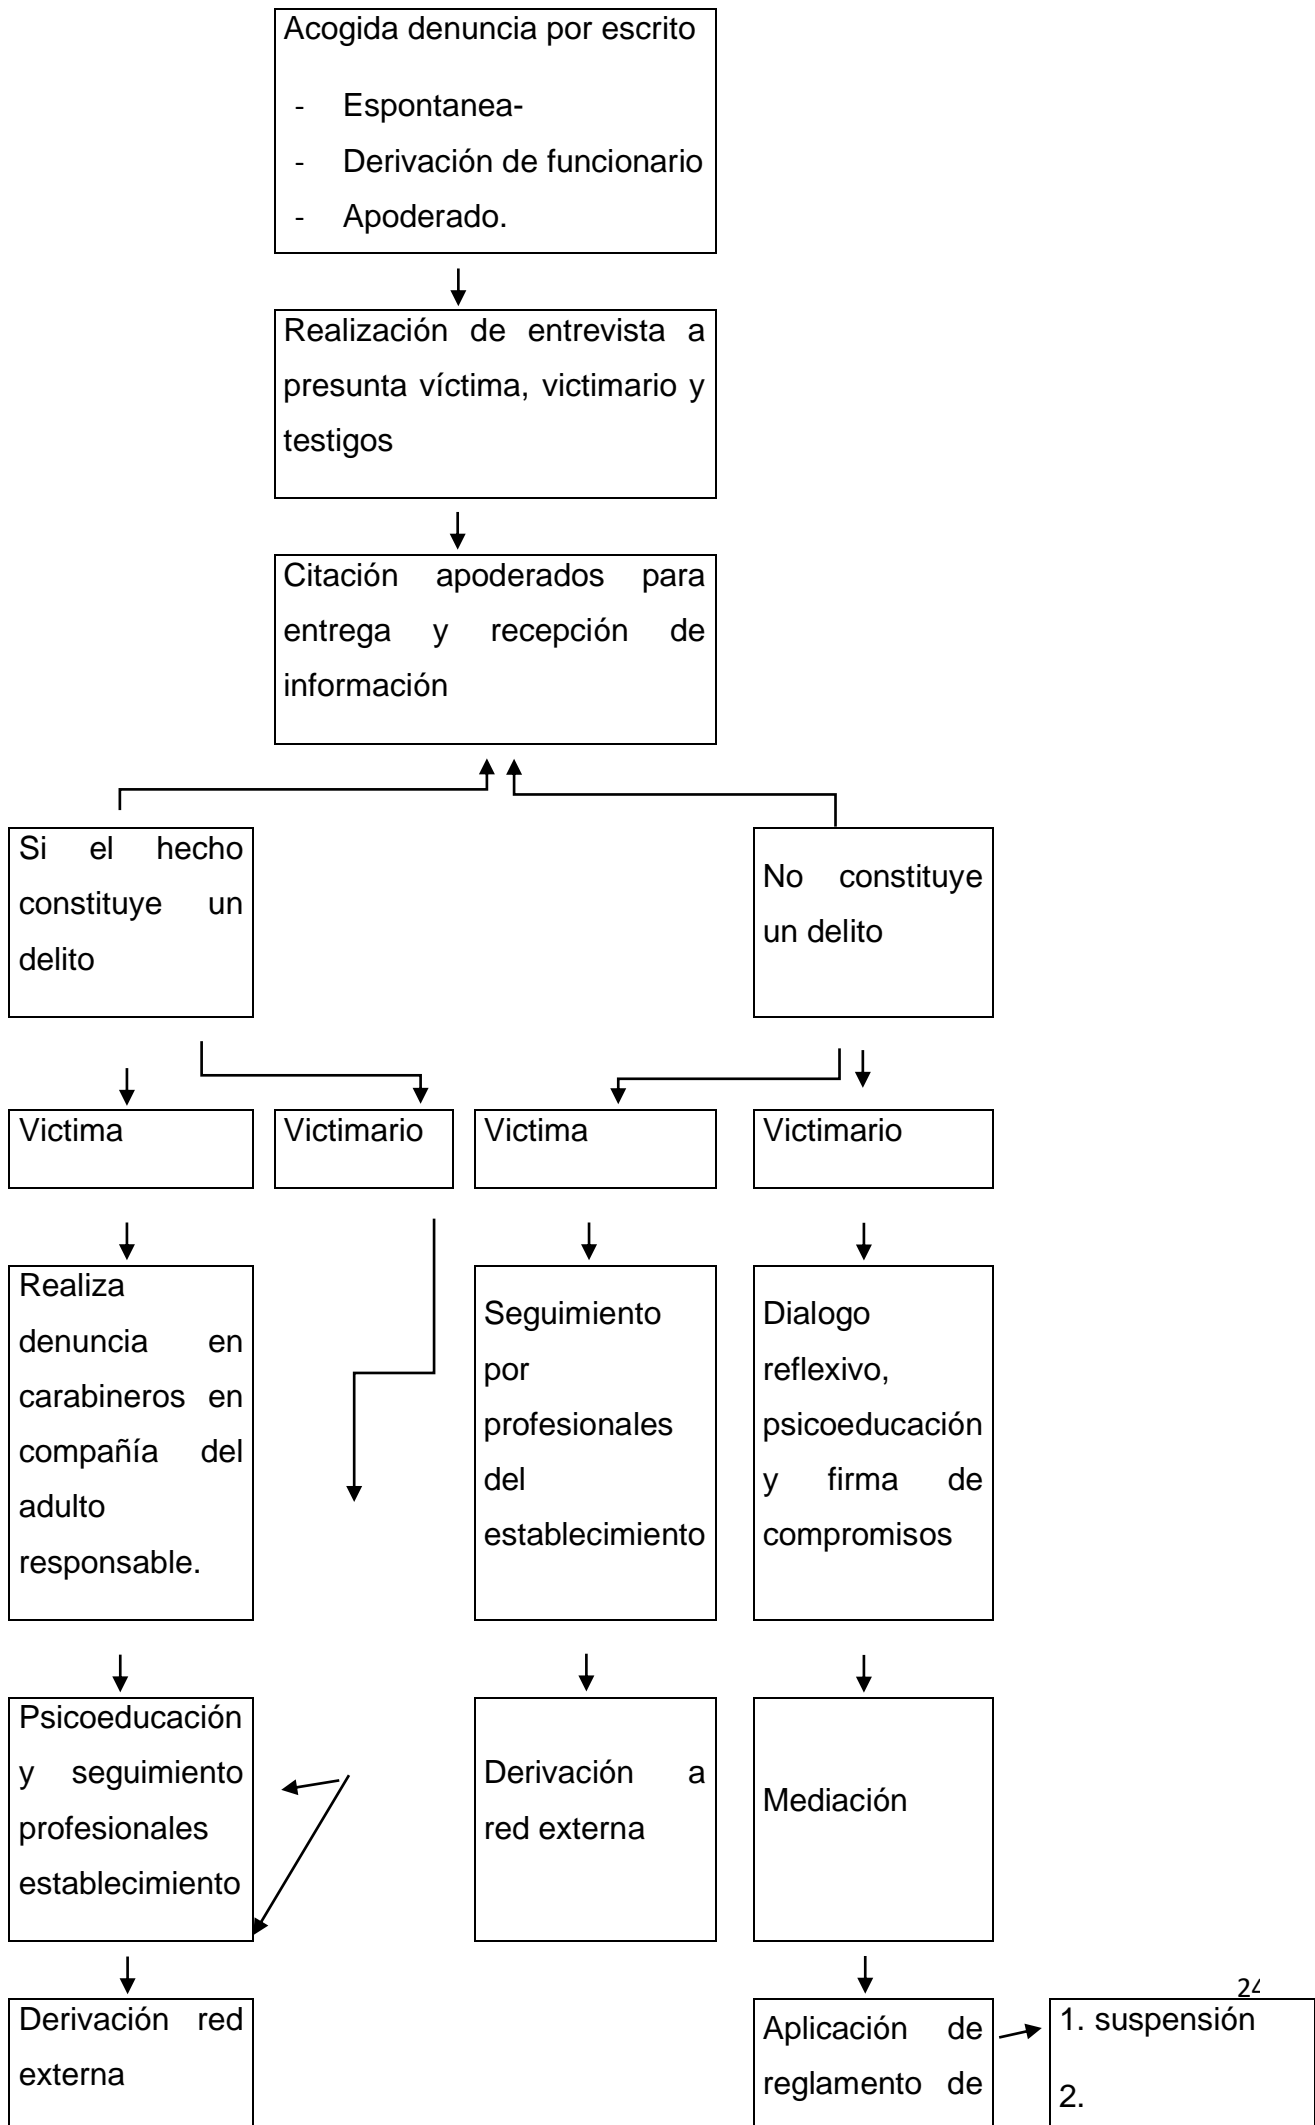 Acogida denuncia por escrito
- Espontanea-
- Derivación de funcionario
- Apoderado.
Realización de entrevista a
presunta víctima, victimario y
testigos
Citación apoderados para
entrega y recepción de
información
Si el hecho
constituye un
delito
No constituye
un delito
Victima
Victimario
Victima
Victimario
Realiza
denuncia en
carabineros en
compañía del
adulto
responsable.
Seguimiento
por
profesionales
del
establecimiento
Dialogo
reflexivo,
psicoeducación
y firma de
compromisos
Psicoeducación
y seguimiento
profesionales
establecimiento
Derivación a
red externa
Mediación
24
Derivación red
externa
Aplicación de
reglamento de
1. suspensión
2.